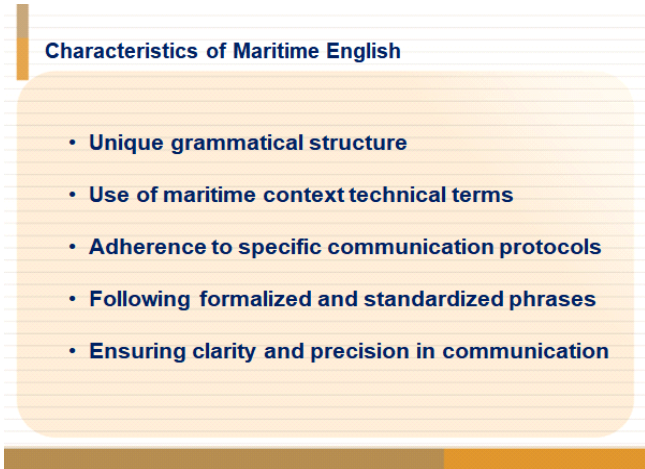 Characteristics of Maritime English
• Unique grammatical structure
• Use of maritime context technical terms
• Adherence to specific communication protocols
• Following formalized and standardized phrases
• Ensuring clarity and precision in communication